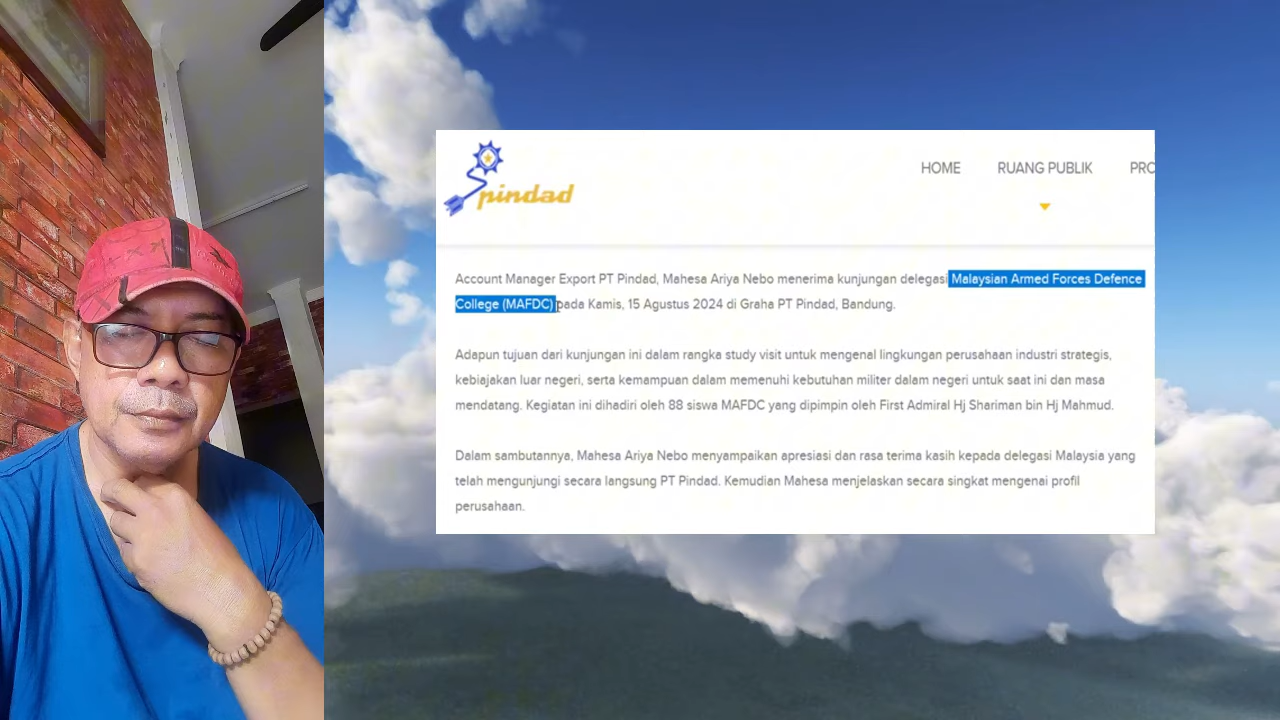 pindad
HOME RUANG PUBLIK PRO
Account Manager Export PT Pindad, Mahesa Ariya Nebo menerima kunjungan delegasi Malaysian Armed Forces Defence
College (MAFDC) pada Kamis, 15 Agustus 2024 di Graha PT Pindad, Bandung.
Adapun tujuan dari kunjungan ini dalam rangka study visit untuk mengenal lingkungan perusahaan industri strategis,
kebiajakan luar negeri, serta kemampuan dalam memenuhi kebutuhan militer dalam negeri untuk saat ini dan masa
mendatang. Kegiatan ini dihadiri oleh 88 siswa MAFDC yang dipimpin oleh First Admiral Hj Shariman bin Hj Mahmud.
Dalam sambutannya, Mahesa Ariya Nebo menyampaikan apresiasi dan rasa terima kasih kepada delegasi Malaysia yang
telah mengunjungi secara langsung PT Pindad. Kemudian Mahesa menjelaskan secara singkat mengenai profil
perusahaan.